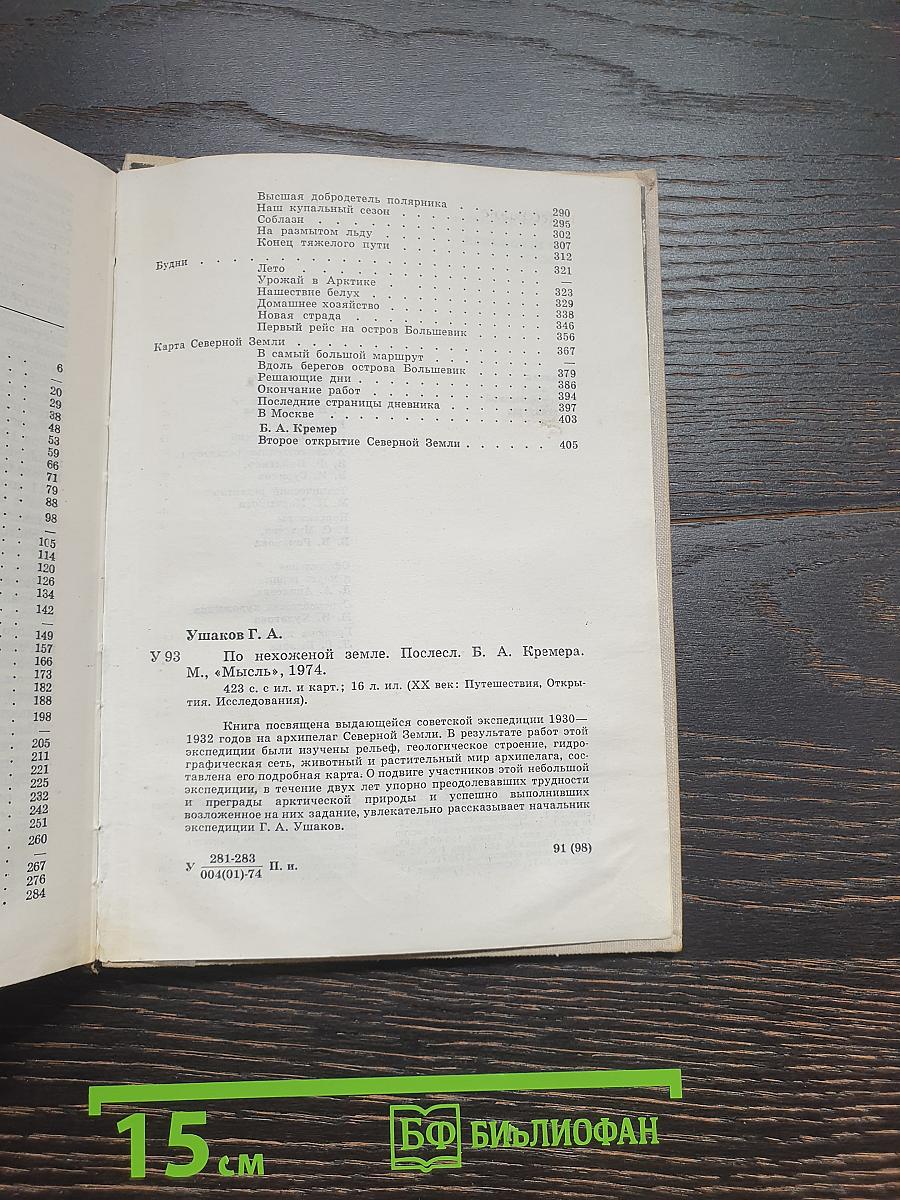 6
—
20
29
38
48
53
59
66
71
79
88
98
—
105
114
120
126
134
142
—
149
157
166
173
182
188
198
—
205
211
221
225
232
242
251
260
—
267
276
284
Высшая добродетель полярника . . . . . 290
Наш купальный сезон . . . . . 295
Соблазн . . . . . 302
На размытом льду . . . . . 307
Конец тяжелого пути . . . . . 312
Будни . . . . . 321
Лето . . . . . —
Урожай в Арктике . . . . . 323
Нашествие белух . . . . . 329
Домашнее хозяйство . . . . . 338
Новая страда . . . . . 346
Первый рейс на остров Большевик . . . . . 356
Карта Северной Земли . . . . . 367
В самый большой маршрут . . . . . —
Вдоль берегов острова Большевик . . . . . 379
Решающие дни . . . . . 386
Окончание работ . . . . . 394
Последние страницы дневника . . . . . 397
В Москве . . . . . 403
Б. А. Кремер
Второе открытие Северной Земли . . . . . 405
Ушаков Г. А.
У 93 По нехоженой земле. Послесл. Б. А. Кремера.
М., «Мысль», 1974.
423 с. с ил. и карт.; 16 л. ил. (XX век: Путешествия, Откры-
тия. Исследования).
Книга посвящена выдающейся советской экспедиции 1930—
1932 годов на архипелаг Северной Земли. В результате работ этой
экспедиции были изучены рельеф, геологическое строение, гидро-
графическая сеть, животный и растительный мир архипелага, сос-
тавлена его подробная карта. О подвиге участников этой небольшой
экспедиции, в течение двух лет упорно преодолевавших трудности
и преграды арктической природы и успешно выполнивших
возложенное на них задание, увлекательно рассказывает начальник
экспедиции Г. А. Ушаков.
91 (98)
У 281-283 П. и.
004(01)-74
15 см
БФ БИБЛИОФАН